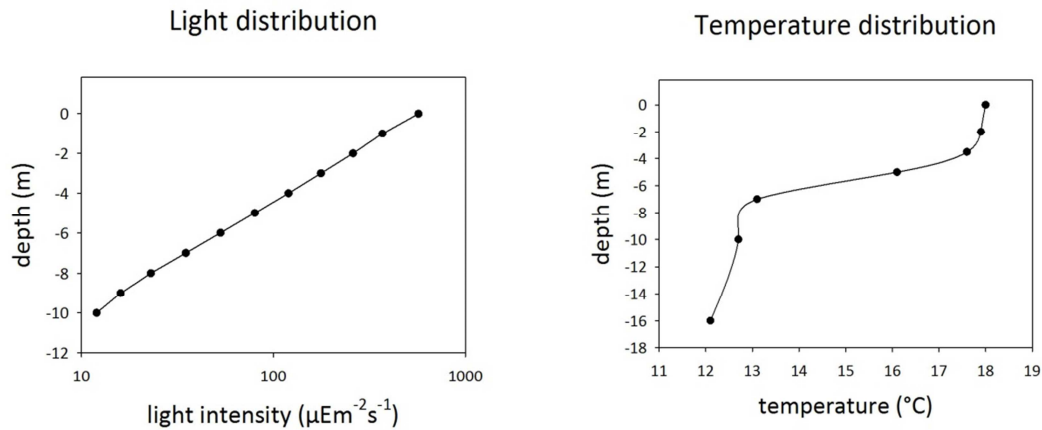 Light distribution
0
-2
-4
-6
-8
-10
-12
depth (m)
10 100 1000
light intensity (µEm⁻²s⁻¹)
Temperature distribution
0
-2
-4
-6
-8
-10
-12
-14
-16
-18
depth (m)
11 12 13 14 15 16 17 18 19
temperature (°C)